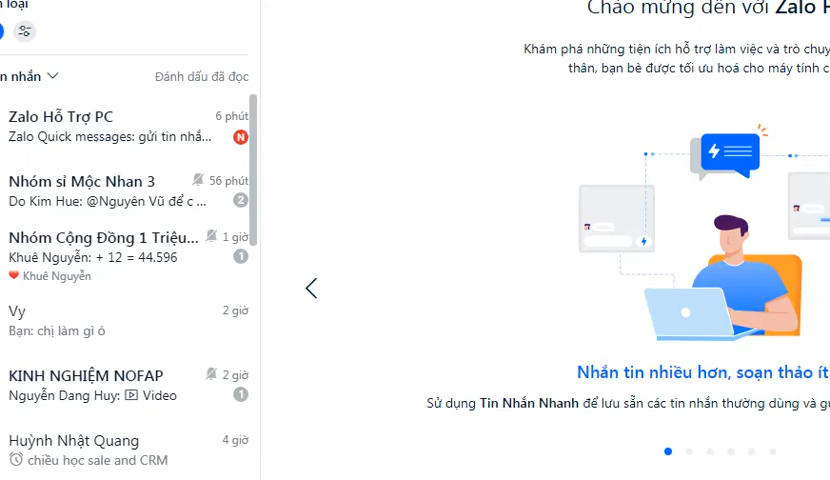 loại
nhắn
Đánh dấu đã đọc
Zalo Hỗ Trợ PC
6 phút
Zalo Quick messages: gửi tin nhắ...
N
Nhóm sỉ Mộc Nhan 3
56 phút
Do Kim Hue: @Nguyên Vũ để c ...
2
Nhóm Cộng Đồng 1 Triệu...
1 giờ
Khuê Nguyễn: + 12 = 44.596
1
Khuê Nguyễn
Vy
2 giờ
Bạn: chị làm gì ó
KINH NGHIỆM NOFAP
2 giờ
Nguyễn Dang Huy: Video
1
Huỳnh Nhật Quang
4 giờ
chiều học sale and CRM
Chào mừng đến với Zalo
Khám phá những tiện ích hỗ trợ làm việc và trò chuy
thân, bạn bè được tối ưu hoá cho máy tính c
Nhắn tin nhiều hơn, soạn thảo ít
Sử dụng Tin Nhắn Nhanh để lưu sẵn các tin nhắn thường dùng và gử